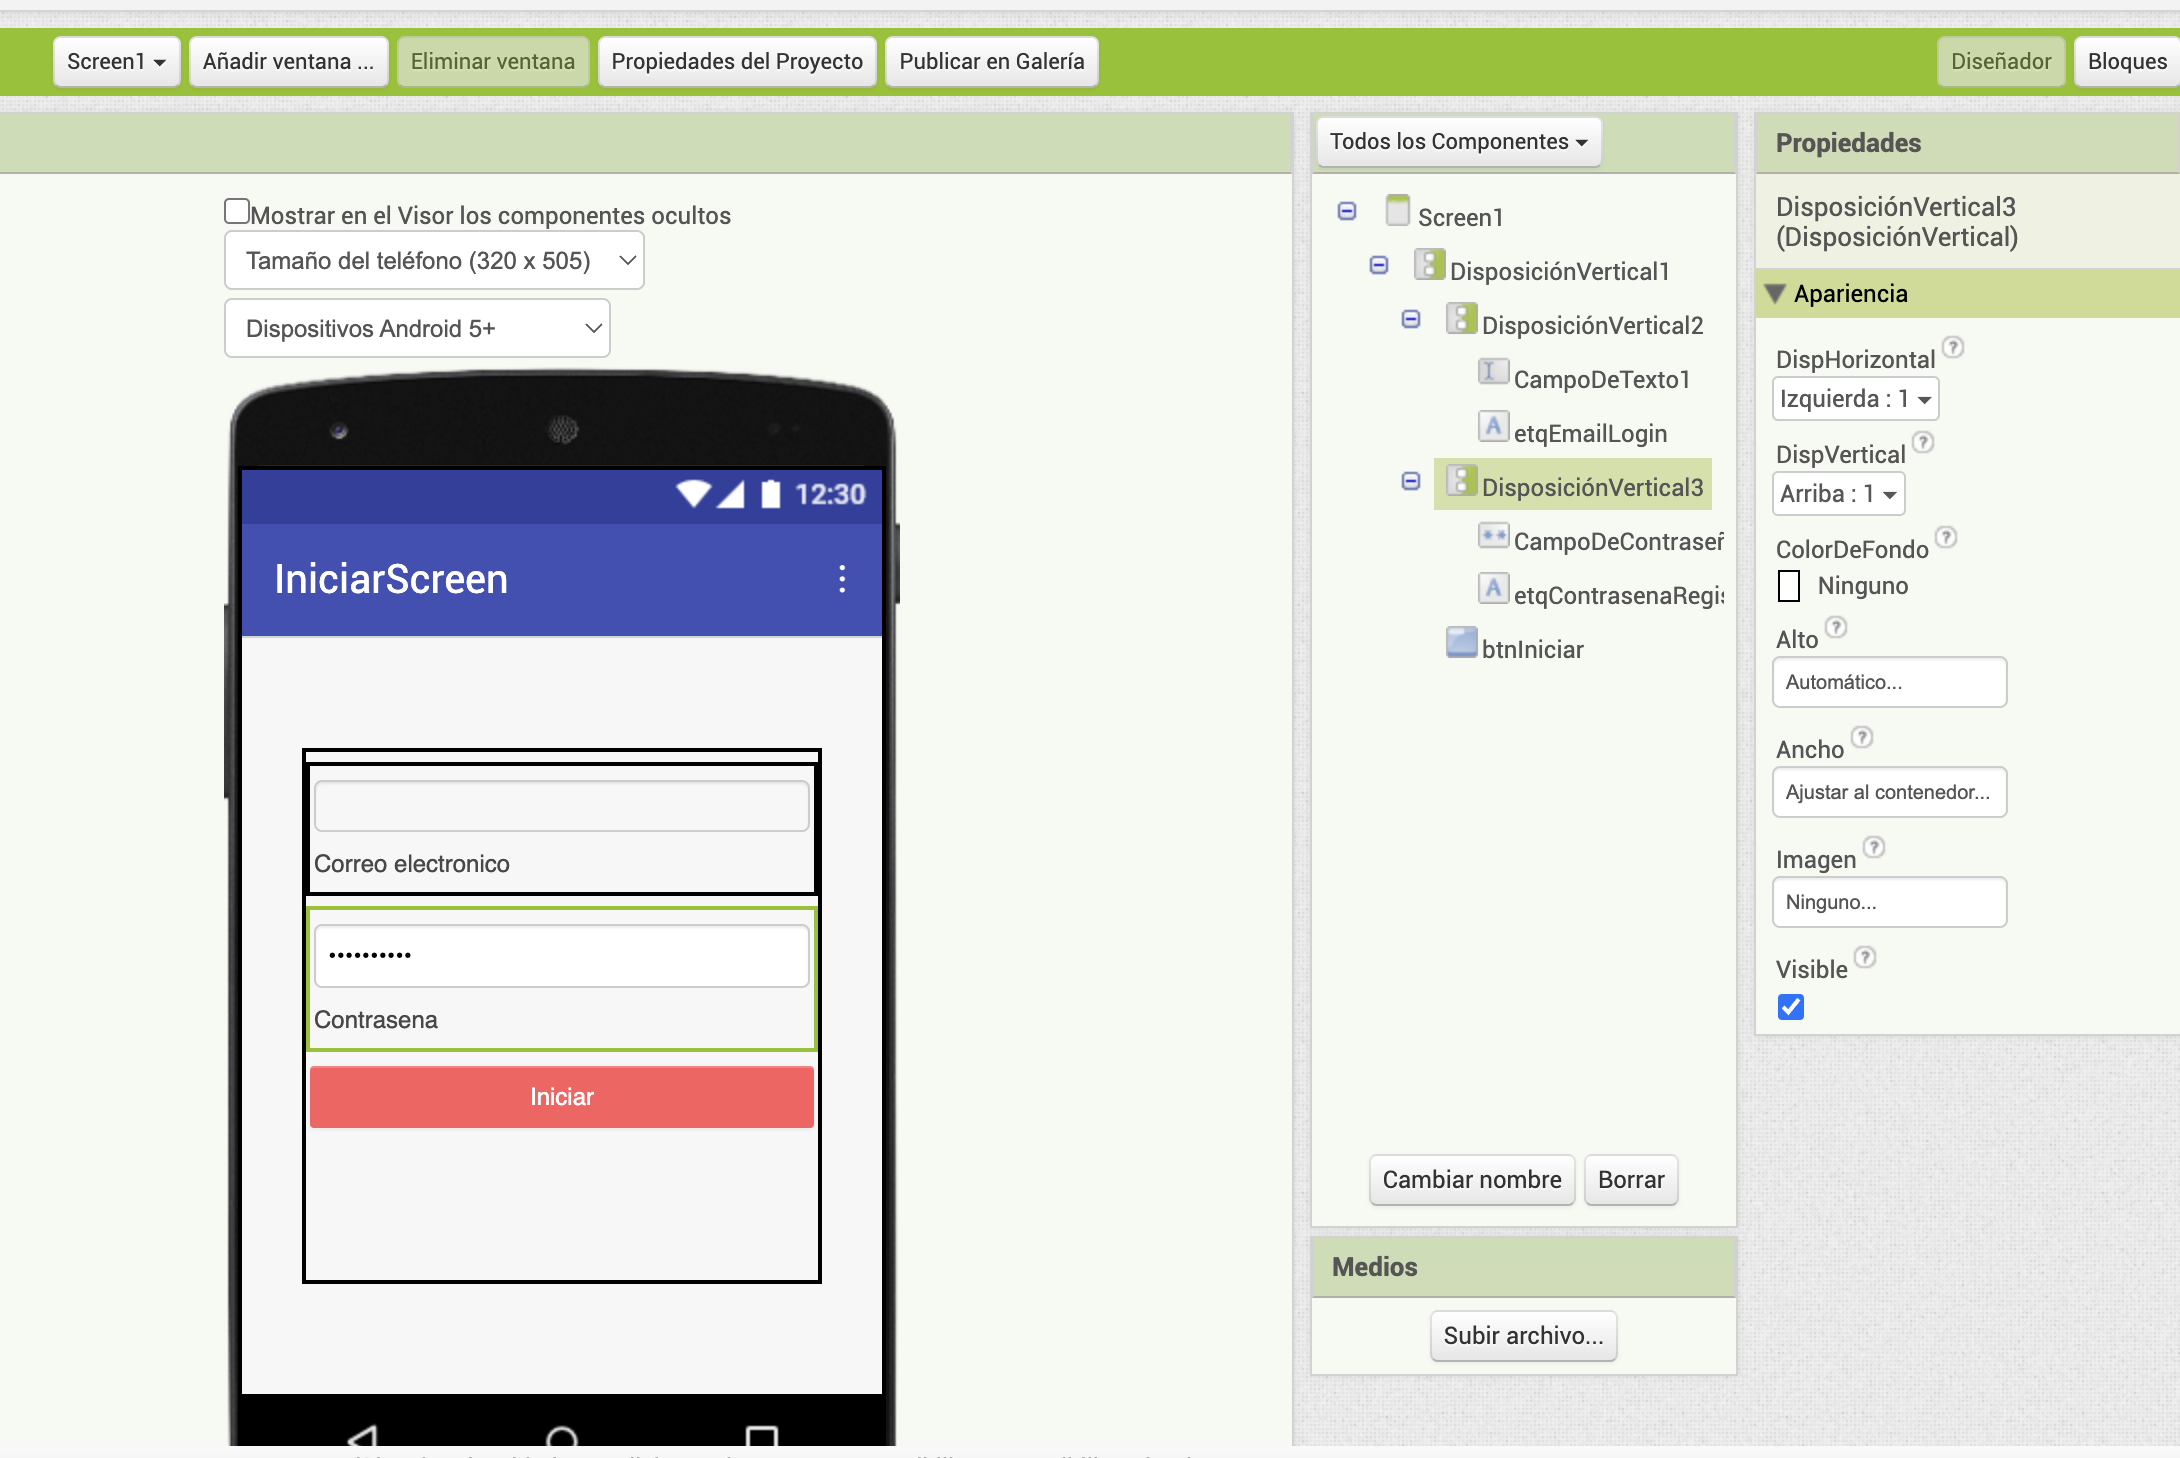 Screen1
Añadir ventana ...
Eliminar ventana
Propiedades del Proyecto
Publicar en Galería
Diseñador
Bloques
Mostrar en el Visor los componentes ocultos
Tamaño del teléfono (320 x 505)
Dispositivos Android 5+
12:30
IniciarScreen
Correo electronico
••••••••••
Contrasena
Iniciar
Todos los Componentes
Screen1
DisposiciónVertical1
DisposiciónVertical2
CampoDeTexto1
etqEmailLogin
DisposiciónVertical3
CampoDeContraseñ
etqContrasenaRegis
btnIniciar
Cambiar nombre
Borrar
Medios
Subir archivo...
Propiedades
DisposiciónVertical3
(DisposiciónVertical)
Apariencia
DispHorizontal ?
Izquierda : 1
DispVertical ?
Arriba : 1
ColorDeFondo ?
Ninguno
Alto ?
Automático...
Ancho ?
Ajustar al contenedor...
Imagen ?
Ninguno...
Visible ?